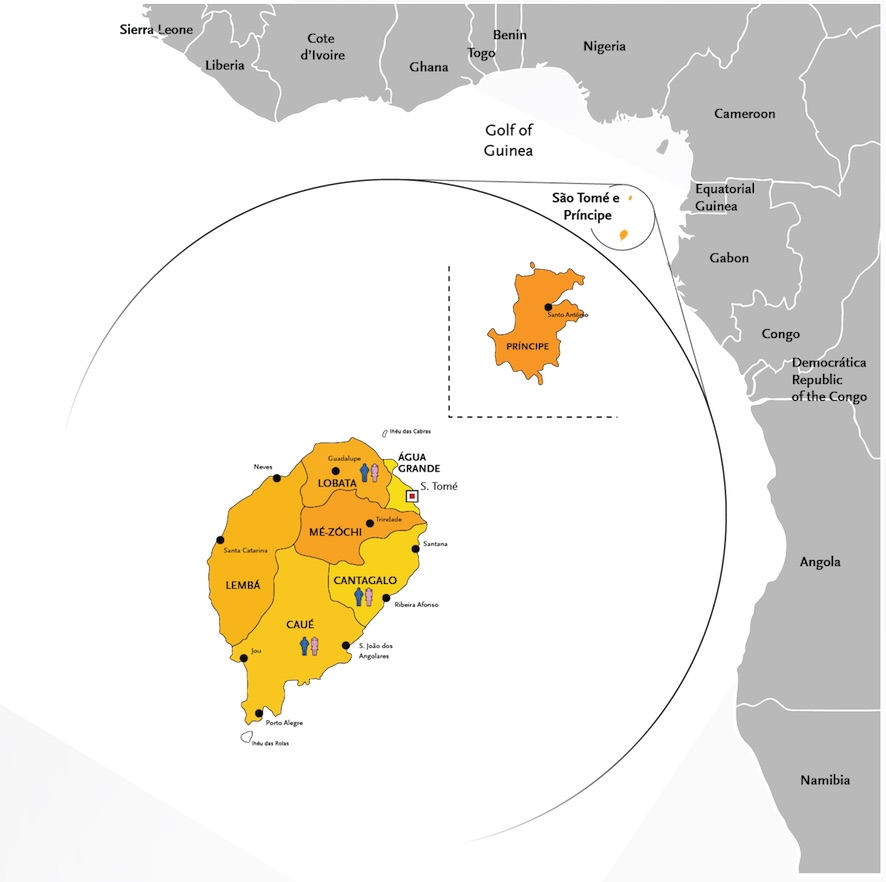 Sierra Leone
Liberia
Cote
d'Ivoire
Ghana
Togo
Benin
Nigeria
Cameroon
Golf of
Guinea
São Tomé e
Príncipe
Equatorial
Guinea
Gabon
Congo
Democrática
Republic
of the Congo
Angola
Namibia
Santo António
PRÍNCIPE
Ilhéu das Cabras
ÁGUA
GRANDE
Guadalupe
Neves
LOBATA
S. Tomé
Trindade
MÉ-ZÓCHI
Santana
Santa Catarina
CANTAGALO
LEMBÁ
Ribeira Afonso
CAUÉ
S. João dos
Angolares
Jou
Porto Alegre
Ilhéu das Rolas